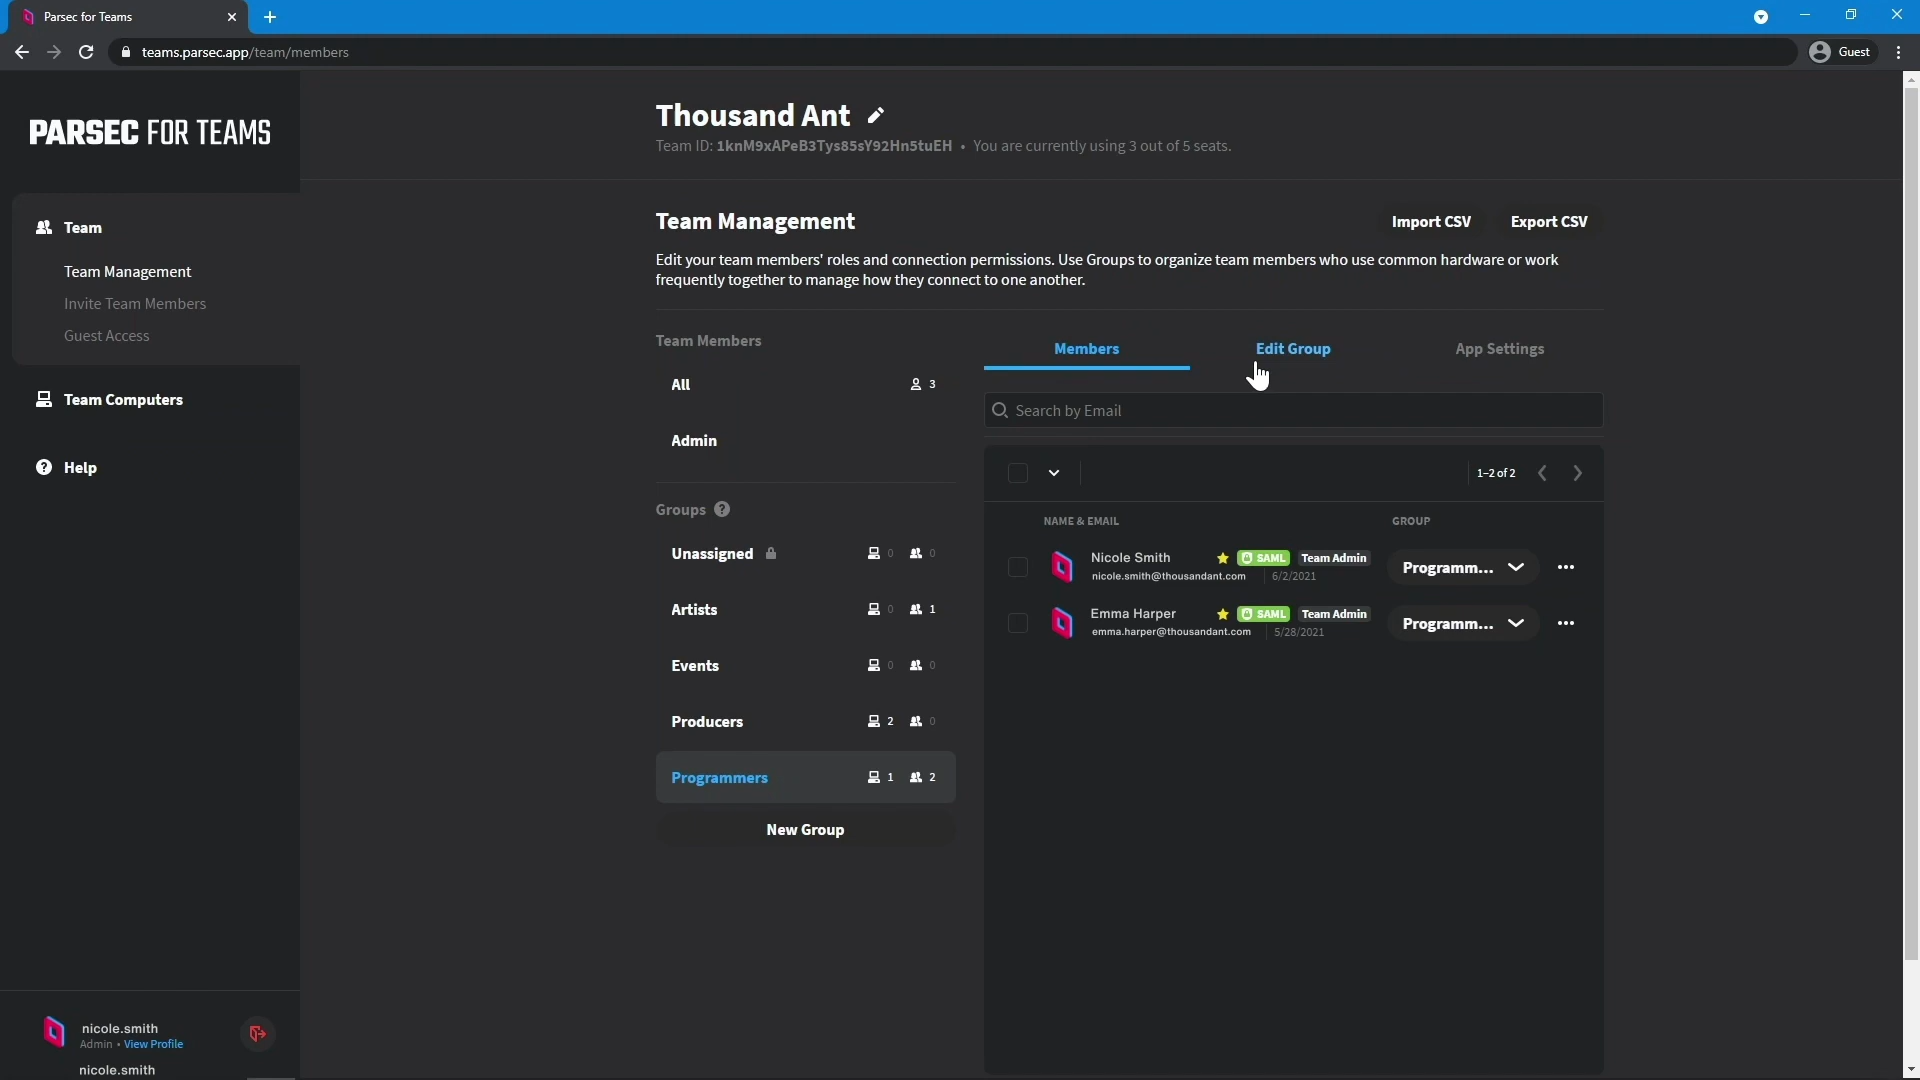 Parsec for Teams
teams.parsec.app/team/members
Guest
PARSEC FOR TEAMS
Team
Team Management
Invite Team Members
Guest Access
Team Computers
Help
nicole.smith
Admin • View Profile
nicole.smith
Thousand Ant
Team ID: 1knM9xAPeB3Tys85sY92Hn5tuEH • You are currently using 3 out of 5 seats.
Team Management
Import CSV Export CSV
Edit your team members' roles and connection permissions. Use Groups to organize team members who use common hardware or work
frequently together to manage how they connect to one another.
Team Members
All 3
Admin
Groups ?
Unassigned 0 0
Artists 0 1
Events 0 0
Producers 2 0
Programmers 1 2
New Group
Members Edit Group App Settings
Search by Email
1–2 of 2
NAME & EMAIL GROUP
Nicole Smith SAML Team Admin Programm...
nicole.smith@thousandant.com 6/2/2021
Emma Harper SAML Team Admin Programm...
emma.harper@thousandant.com 5/28/2021